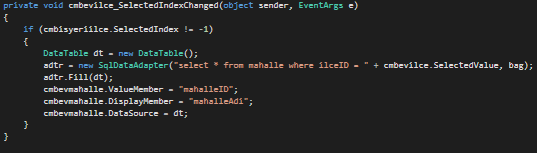 private void cmbevilce_SelectedIndexChanged(object sender, EventArgs e)
{
if (cmbisyeriilce.SelectedIndex != -1)
{
DataTable dt = new DataTable();
adtr = new SqlDataAdapter("select * from mahalle where ilceID = " + cmbevilce.SelectedValue, bag);
adtr.Fill(dt);
cmbevmahalle.ValueMember = "mahalleID";
cmbevmahalle.DisplayMember = "mahalleAdi";
cmbevmahalle.DataSource = dt;
}
}